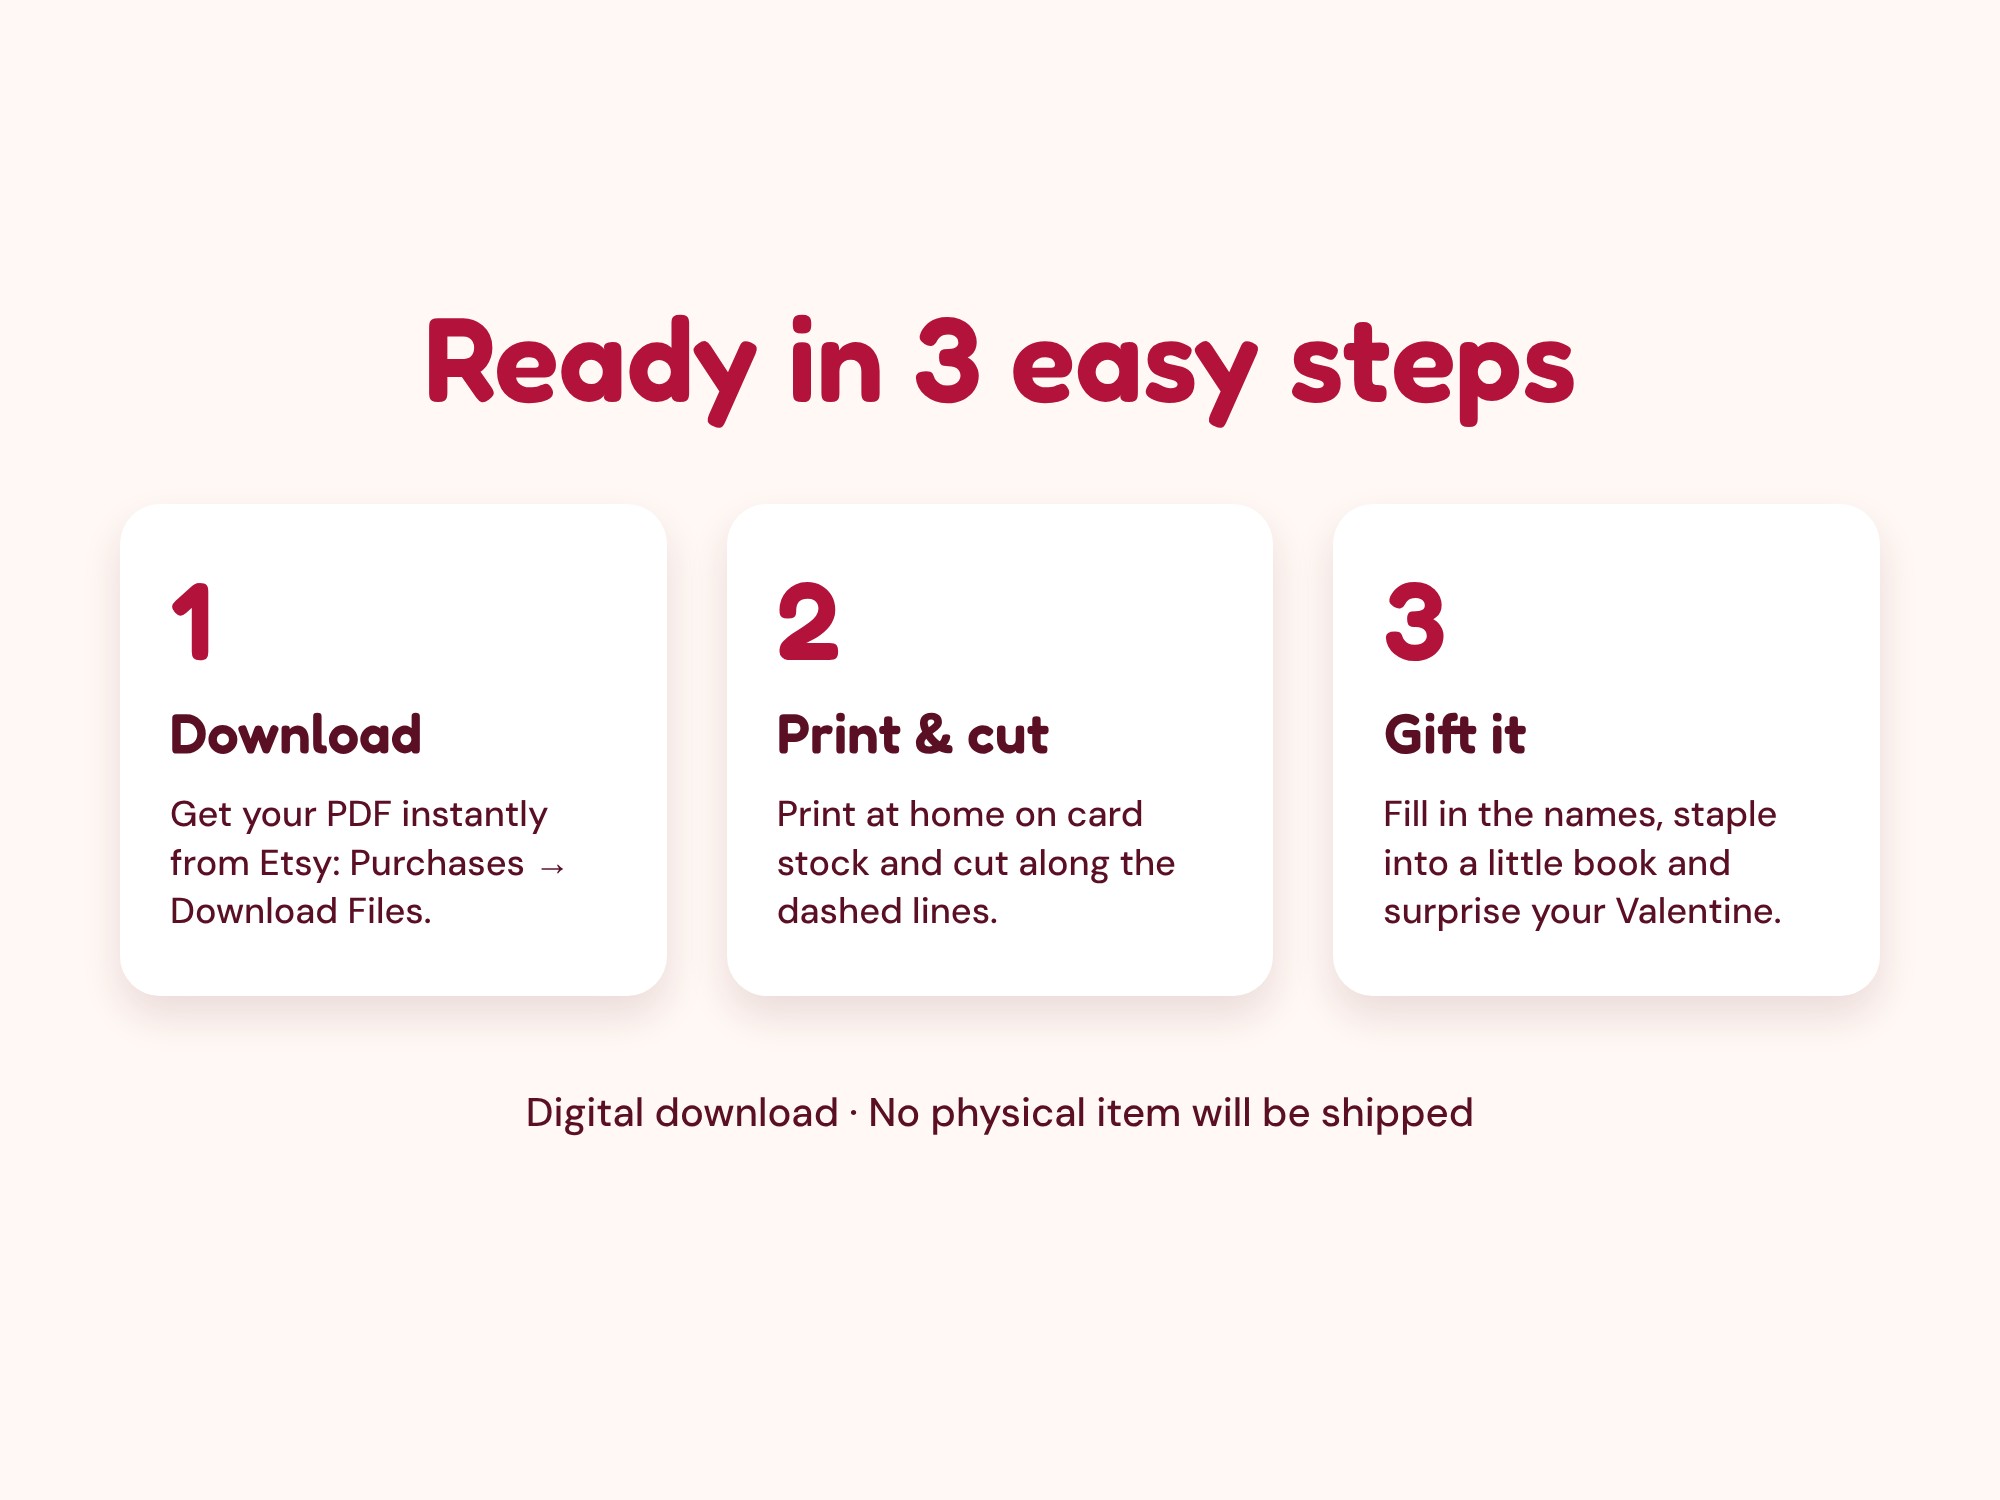 Ready in 3 easy steps
1
Download
Get your PDF instantly
from Etsy: Purchases →
Download Files.
2
Print & cut
Print at home on card
stock and cut along the
dashed lines.
3
Gift it
Fill in the names, staple
into a little book and
surprise your Valentine.
Digital download · No physical item will be shipped